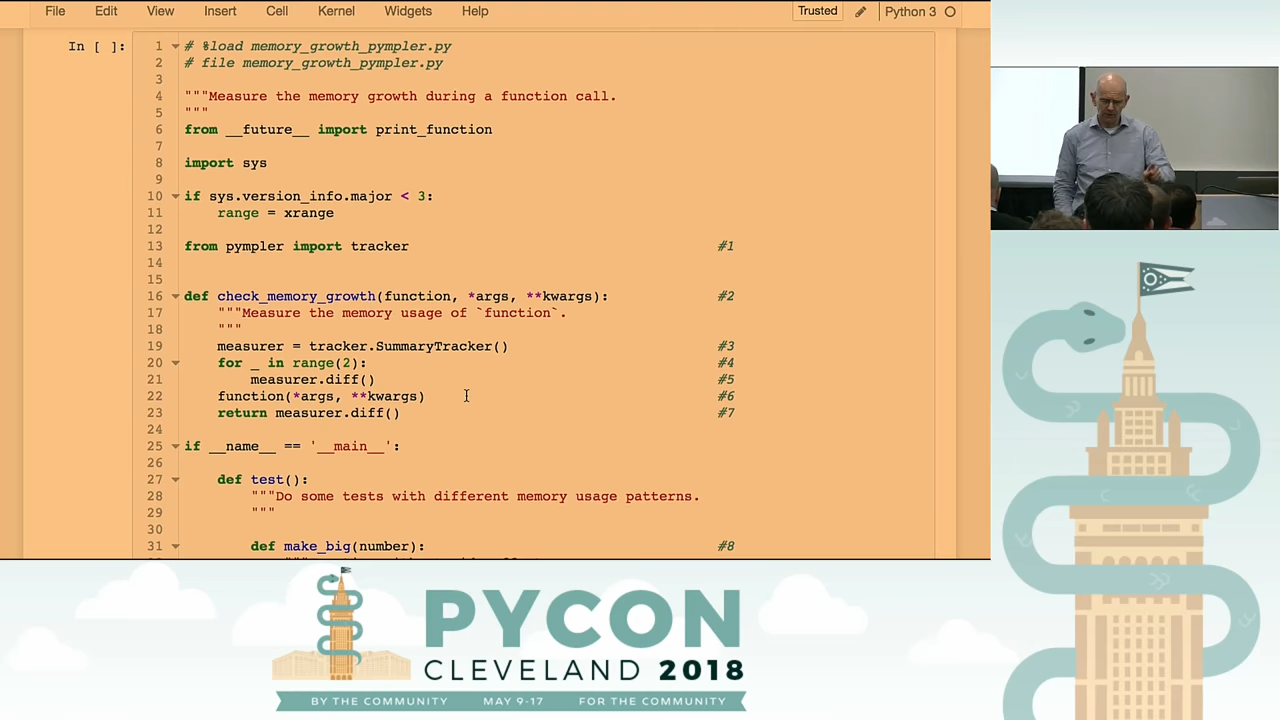 File Edit View Insert Cell Kernel Widgets Help Trusted Python 3
In [ ]:
1 # %load memory_growth_pympler.py
2 # file memory_growth_pympler.py
3
4 """Measure the memory growth during a function call.
5 """
6 from __future__ import print_function
7
8 import sys
9
10 if sys.version_info.major < 3:
11 range = xrange
12
13 from pympler import tracker #1
14
15
16 def check_memory_growth(function, *args, **kwargs): #2
17 """Measure the memory usage of `function`.
18 """
19 measurer = tracker.SummaryTracker() #3
20 for _ in range(2): #4
21 measurer.diff() #5
22 function(*args, **kwargs) #6
23 return measurer.diff() #7
24
25 if __name__ == '__main__':
26
27 def test():
28 """Do some tests with different memory usage patterns.
29 """
30
31 def make_big(number): #8
PYCON
CLEVELAND 2018
BY THE COMMUNITY MAY 9-17 FOR THE COMMUNITY